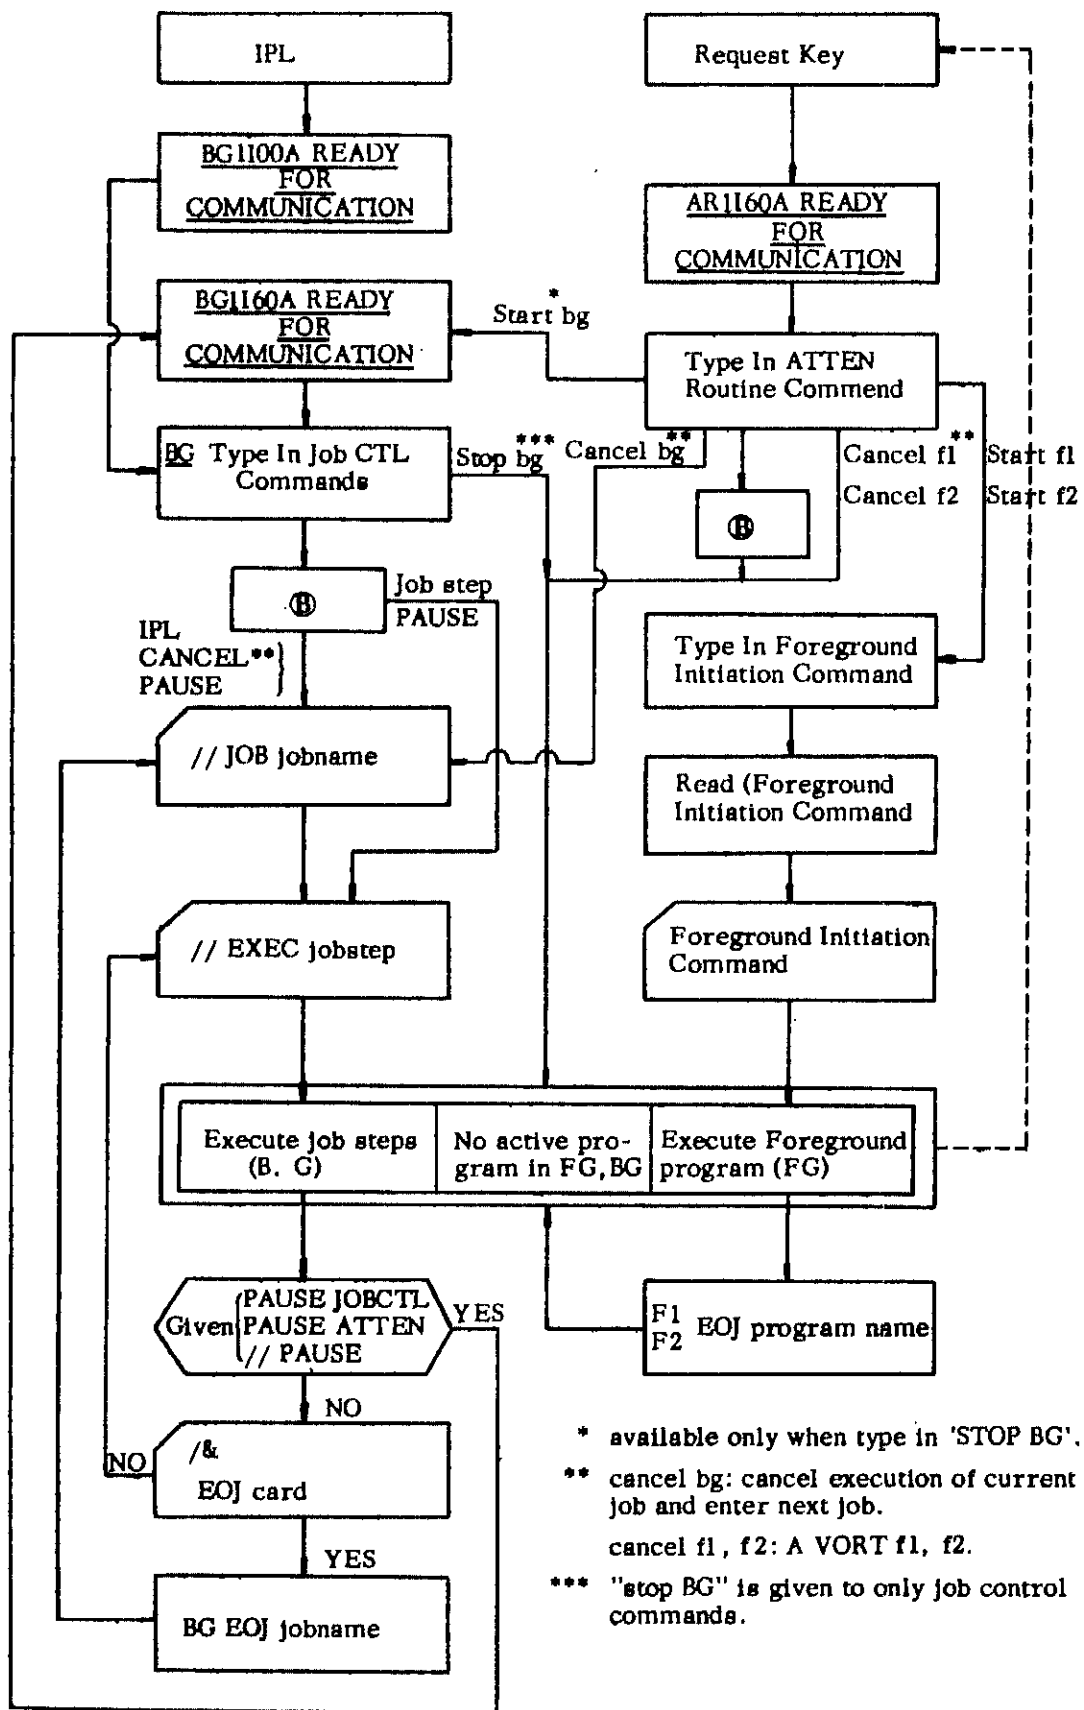 IPL
Request Key
BG1I00A READY
FOR
COMMUNICATION
AR1I60A READY
FOR
COMMUNICATION
BG1I60A READY
FOR
COMMUNICATION
Start bg*
Type In ATTEN
Routine Commend
BG Type In Job CTL
Commands
Stop bg***
Cancel bg**
Cancel f1**
Cancel f2
Start f1
Start f2
B
B
Job step
PAUSE
IPL
CANCEL**
PAUSE
Type In Foreground
Initiation Command
// JOB jobname
Read (Foreground
Initiation Command
// EXEC jobstep
Foreground Initiation
Command
Execute job steps
(B. G)
No active pro-
gram in FG, BG
Execute Foreground
program (FG)
Given
PAUSE JOBCTL
PAUSE ATTEN
// PAUSE
YES
F1
F2
EOJ program name
NO
/&
EOJ card
NO
YES
BG EOJ jobname
* available only when type in 'STOP BG'.
** cancel bg: cancel execution of current
job and enter next job.
cancel f1, f2: A VORT f1, f2.
*** "stop BG" is given to only job control
commands.